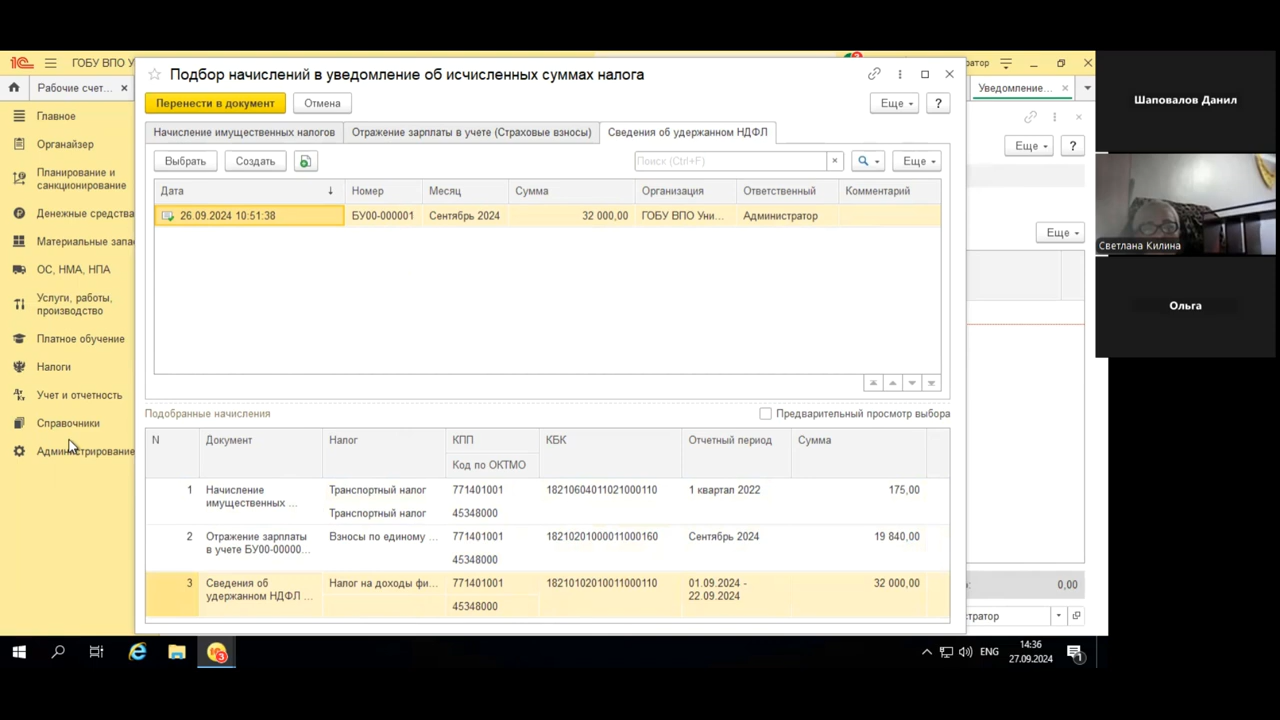 1С ГОБУ ВПО У
Рабочие счет... ×
Уведомление... ×
Главное
Органайзер
Планирование и
санкционирование
Денежные средства
Материальные запа
ОС, НМА, НПА
Услуги, работы,
производство
Платное обучение
Налоги
Учет и отчетность
Справочники
Администрирование
Подбор начислений в уведомление об исчисленных суммах налога
Перенести в документ Отмена Еще ?
Начисление имущественных налогов Отражение зарплаты в учете (Страховые взносы) Сведения об удержанном НДФЛ
Выбрать Создать Поиск (Ctrl+F) × Еще
Дата ↓ Номер Месяц Сумма Организация Ответственный Комментарий
26.09.2024 10:51:38 БУ00-000001 Сентябрь 2024 32 000,00 ГОБУ ВПО Уни... Администратор
Подобранные начисления Предварительный просмотр выбора
N Документ Налог КПП КБК Отчетный период Сумма
Код по ОКТМО
1 Начисление Транспортный налог 771401001 18210604011021000110 1 квартал 2022 175,00
имущественных ... Транспортный налог 45348000
2 Отражение зарплаты Взносы по единому ... 771401001 18210201000011000160 Сентябрь 2024 19 840,00
в учете БУ00-00000... 45348000
3 Сведения об Налог на доходы фи... 771401001 18210102010011000110 01.09.2024 - 32 000,00
удержанном НДФЛ ... 45348000 22.09.2024
атор
Еще ?
Еще
0,00
тратор
Шаповалов Данил
Светлана Килина
Ольга
3
ENG
14:36
27.09.2024
1